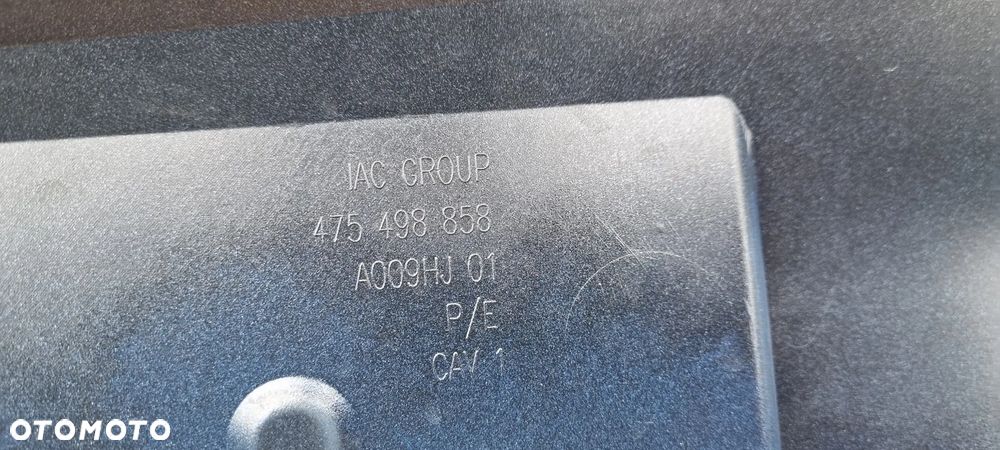 IAC GROUP
475 498 858
A009HJ 01
P/E
CAV 1
OTOMOTO